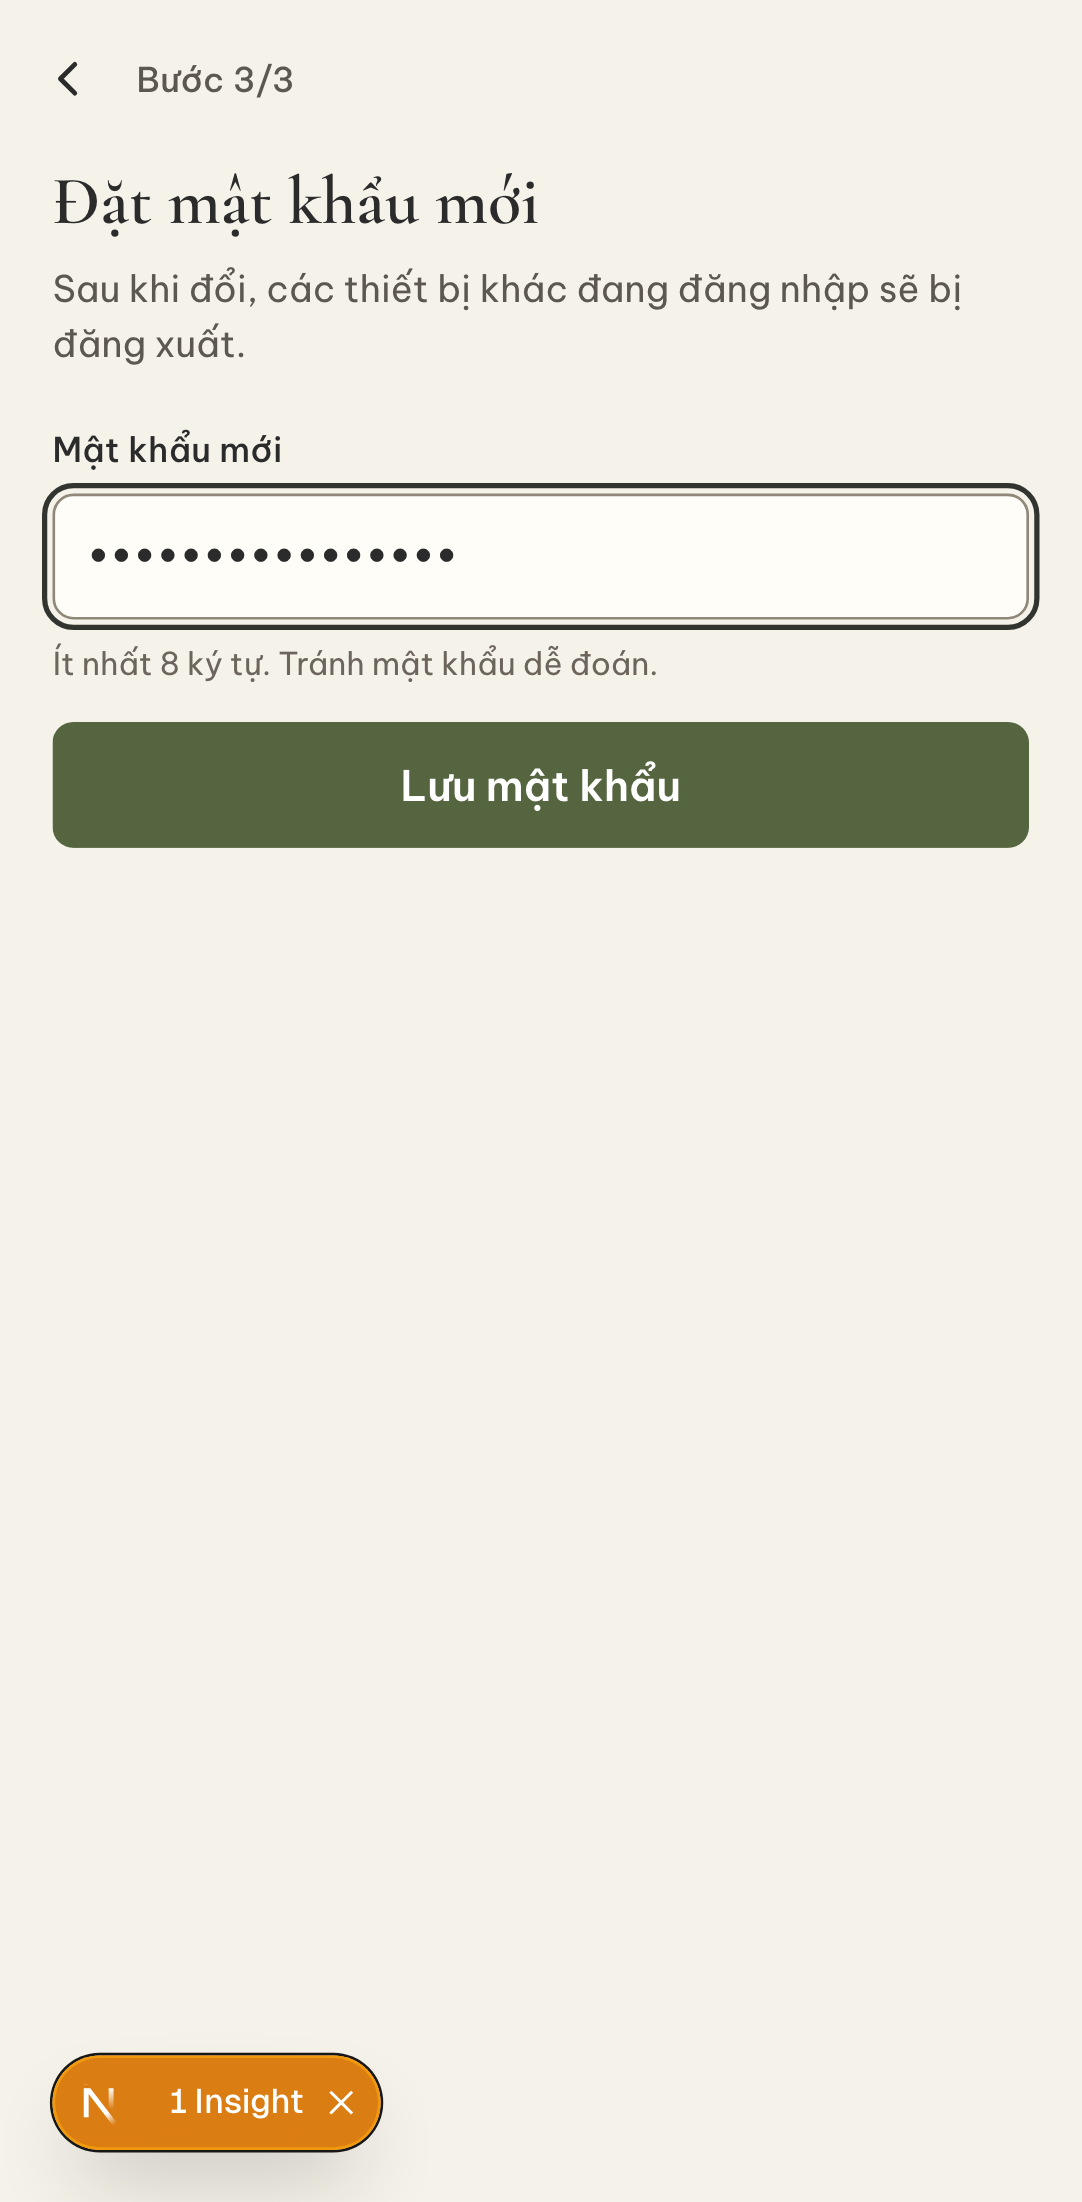 Bước 3/3
Đặt mật khẩu mới
Sau khi đổi, các thiết bị khác đang đăng nhập sẽ bị
đăng xuất.
Mật khẩu mới
••••••••••••••••
Ít nhất 8 ký tự. Tránh mật khẩu dễ đoán.
Lưu mật khẩu
N 1 Insight